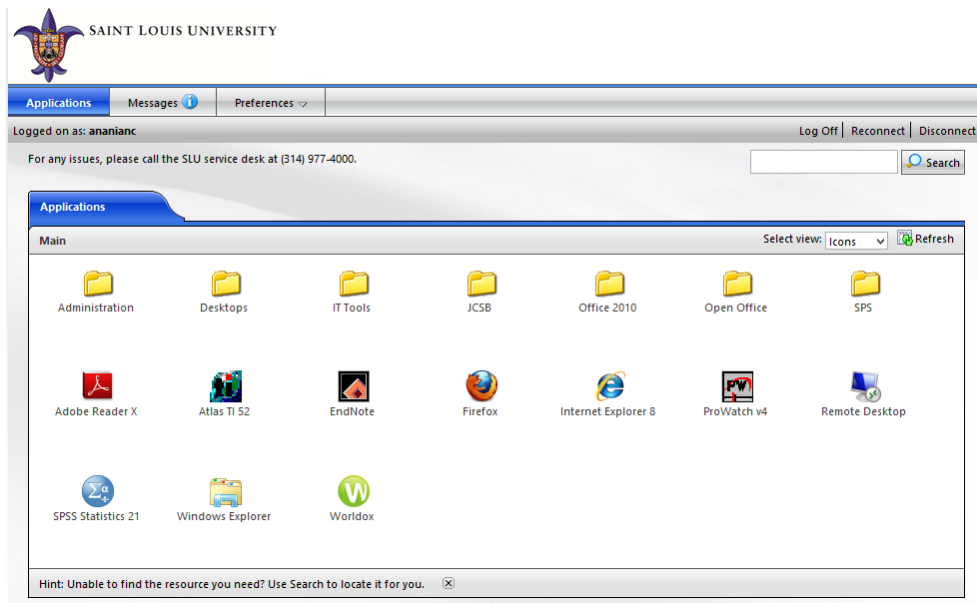 SAINT LOUIS UNIVERSITY
Applications Messages Preferences
Logged on as: ananianc Log Off | Reconnect | Disconnect
For any issues, please call the SLU service desk at (314) 977-4000. Search
Applications
Main Select view: Icons Refresh
Administration Desktops IT Tools JCSB Office 2010 Open Office SPS
Adobe Reader X Atlas TI 52 EndNote Firefox Internet Explorer 8 ProWatch v4 Remote Desktop
SPSS Statistics 21 Windows Explorer Worldox
Hint: Unable to find the resource you need? Use Search to locate it for you.